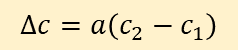 Δc = a(c₂ − c₁)